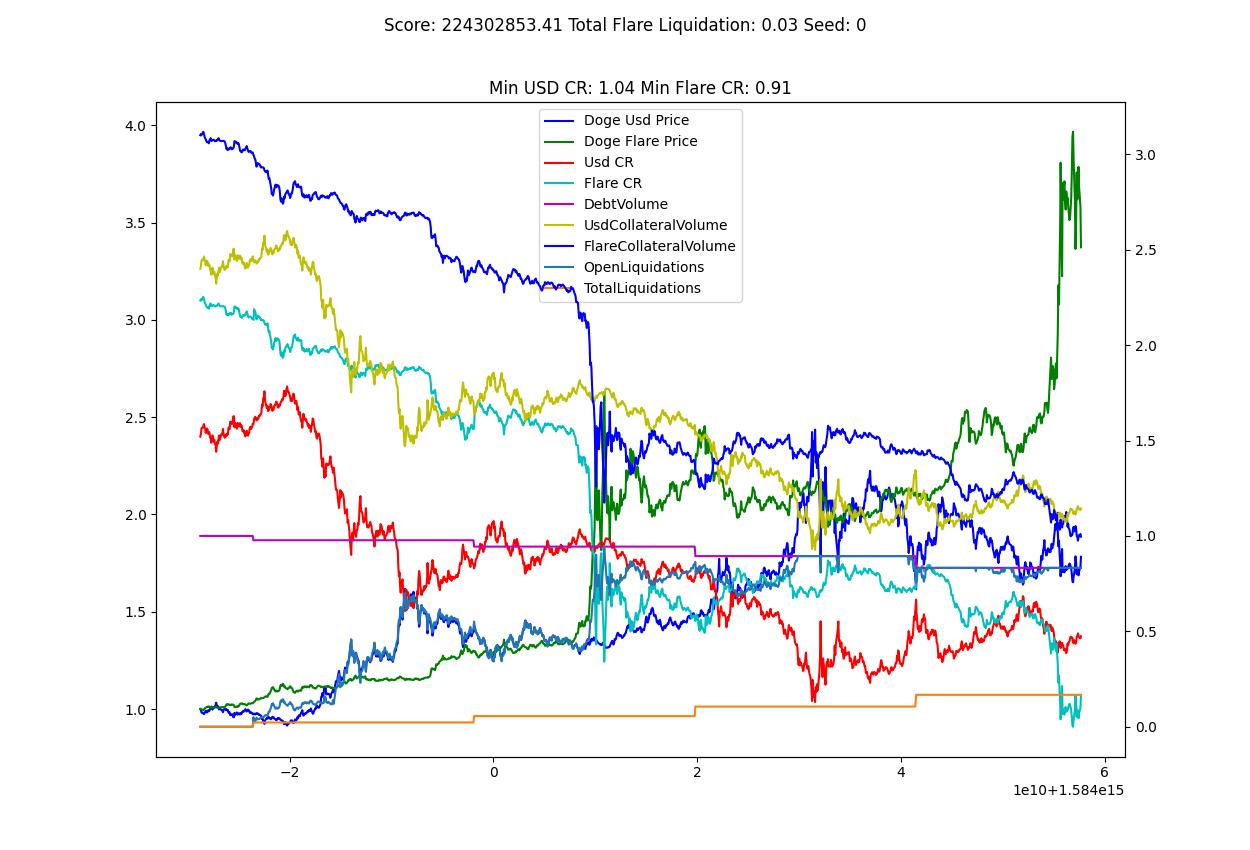 Score: 224302853.41 Total Flare Liquidation: 0.03 Seed: 0
Min USD CR: 1.04 Min Flare CR: 0.91
Doge Usd Price
Doge Flare Price
Usd CR
Flare CR
DebtVolume
UsdCollateralVolume
FlareCollateralVolume
OpenLiquidations
TotalLiquidations
4.0
3.5
3.0
2.5
2.0
1.5
1.0
3.0
2.5
2.0
1.5
1.0
0.5
0.0
−2 0 2 4 6
1e10+1.584e15